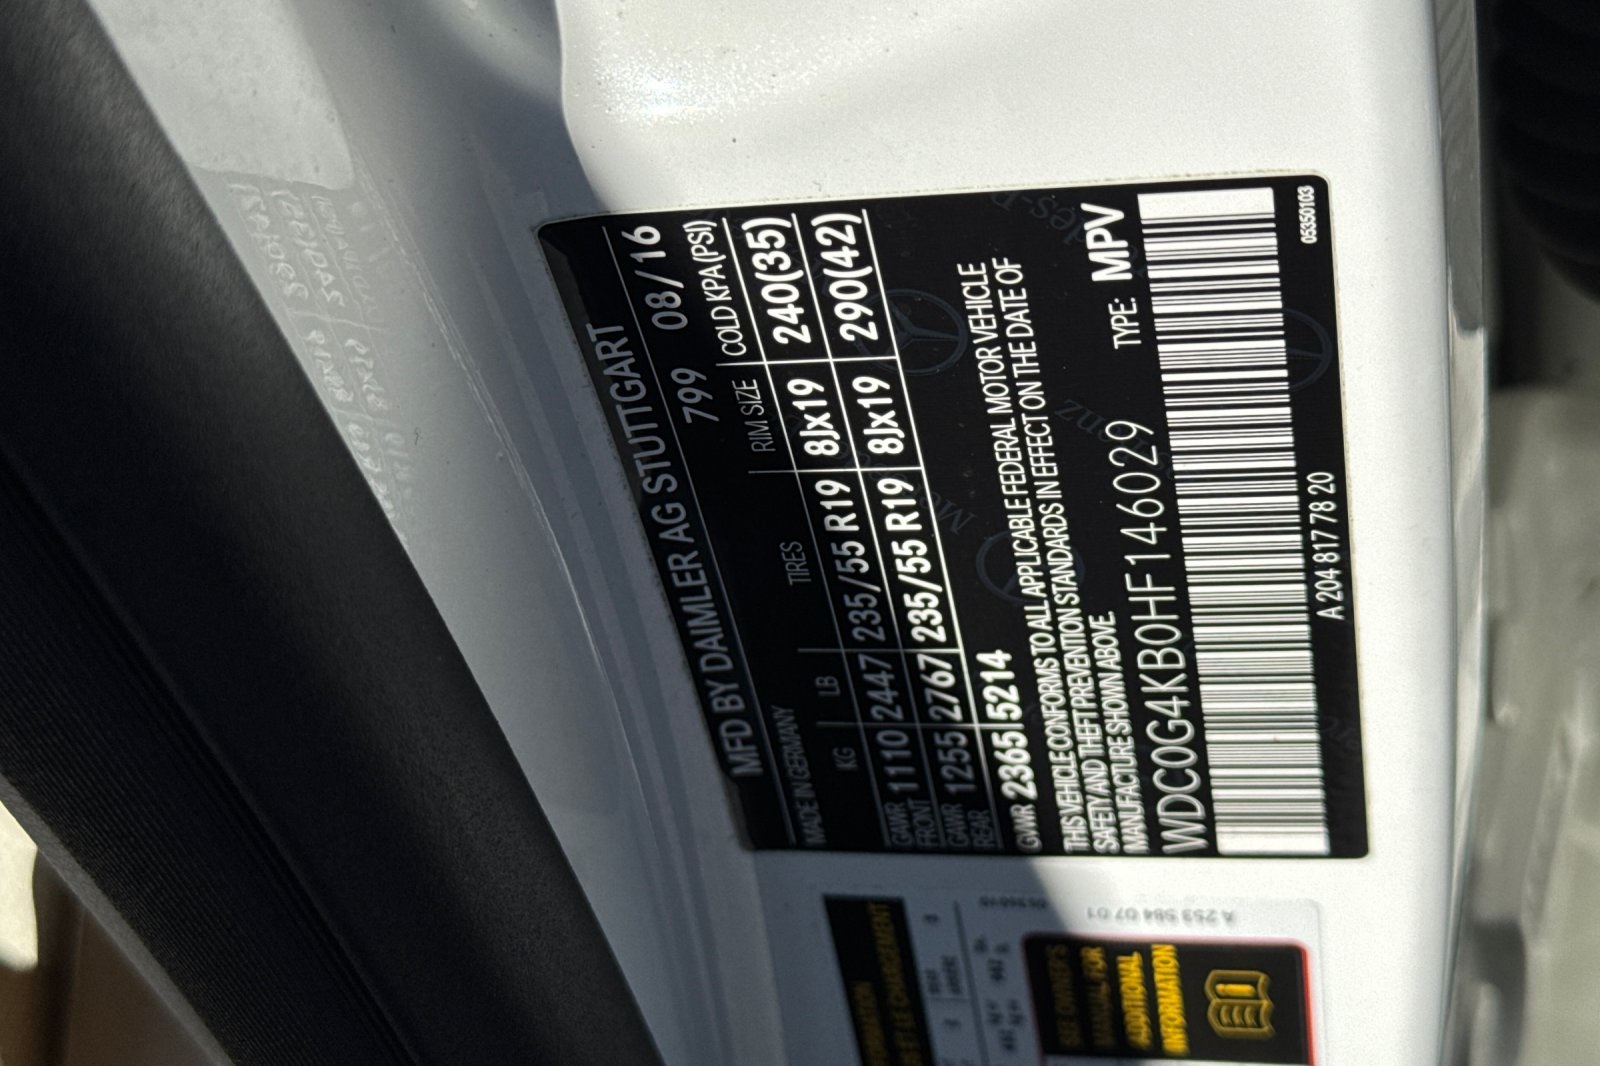 MFD BY DAIMLER AG STUTTGART
MADE IN GERMANY 799 08/16
KG LB TIRES RIM SIZE COLD KPA(PSI)
GAWR FRONT 1110 2447 235/55 R19 8Jx19 240(35)
GAWR REAR 1255 2767 235/55 R19 8Jx19 290(42)
GVWR 2365 5214
THIS VEHICLE CONFORMS TO ALL APPLICABLE FEDERAL MOTOR VEHICLE
SAFETY AND THEFT PREVENTION STANDARDS IN EFFECT ON THE DATE OF
MANUFACTURE SHOWN ABOVE.
WDC0G4KB0HF146029 TYPE: MPV
A 204 817 78 20 05350103
A 253 584 07 01
SEE OWNER'S
MANUAL FOR
ADDITIONAL
INFORMATION